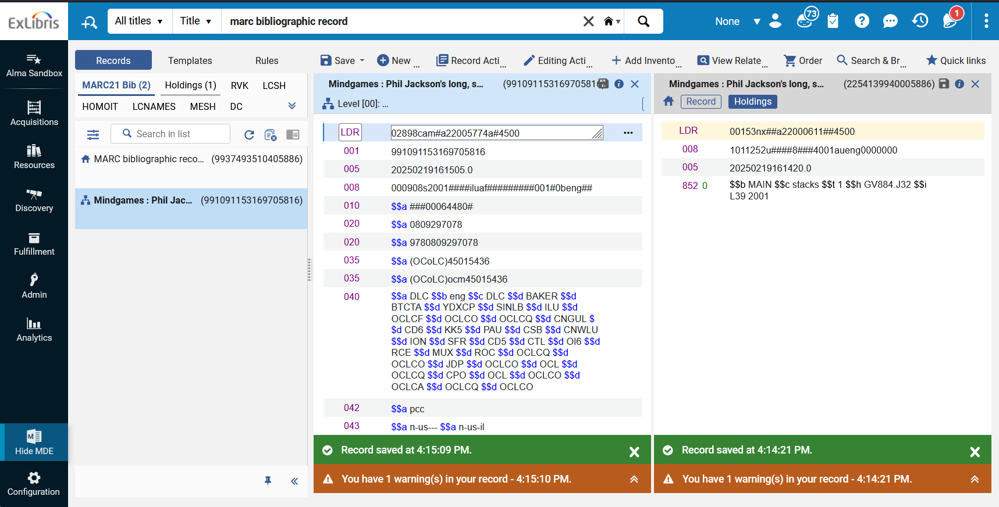 ExLibris
All titles
Title
marc bibliographic record
None
73
1
Alma Sandbox
Acquisitions
Resources
Discovery
Fulfillment
Admin
Analytics
Hide MDE
Configuration
Records
Templates
Rules
Save
New ...
Record Acti...
Editing Acti...
Add Invento...
View Relate...
Order
Search & Br...
Quick links
MARC21 Bib (2)
Holdings (1)
RVK
LCSH
HOMOIT
LCNAMES
MESH
DC
Search in list
MARC bibliographic reco... (9937493510405886)
Mindgames : Phil Jac... (991091153169705816)
Mindgames : Phil Jackson's long, s... (991091153169705816)
Level [00]: ...
LDR 02898cam#a22005774a#4500
001 991091153169705816
005 20250219161505.0
008 000908s2001####iluaf#########001#0beng##
010 $$a ###00064480#
020 $$a 0809297078
020 $$a 9780809297078
035 $$a (OCoLC)45015436
035 $$a (OCoLC)ocm45015436
040 $$a DLC $$b eng $$c DLC $$d BAKER $$d
BTCTA $$d YDXCP $$d SINLB $$d ILU $$d
OCLCF $$d OCLCO $$d OCLCQ $$d CNGUL $
$d CD6 $$d KK5 $$d PAU $$d CSB $$d CNWLU
$$d ION $$d SFR $$d CD5 $$d CTL $$d OI6 $$d
RCE $$d MUX $$d ROC $$d OCLCQ $$d
OCLCO $$d JDP $$d OCLCO $$d OCL $$d
OCLCQ $$d CPO $$d OCL $$d OCLCO $$d
OCLCA $$d OCLCQ $$d OCLCO
042 $$a pcc
043 $$a n-us--- $$a n-us-il
Record saved at 4:15:09 PM.
You have 1 warning(s) in your record - 4:15:10 PM.
Mindgames : Phil Jackson's long, s... (2254139940005886)
Record
Holdings
LDR 00153nx##a22000611##4500
008 1011252u####8###4001aueng0000000
005 20250219161420.0
852 0 $$b MAIN $$c stacks $$t 1 $$h GV884.J32 $$i
L39 2001
Record saved at 4:14:21 PM.
You have 1 warning(s) in your record - 4:14:21 PM.